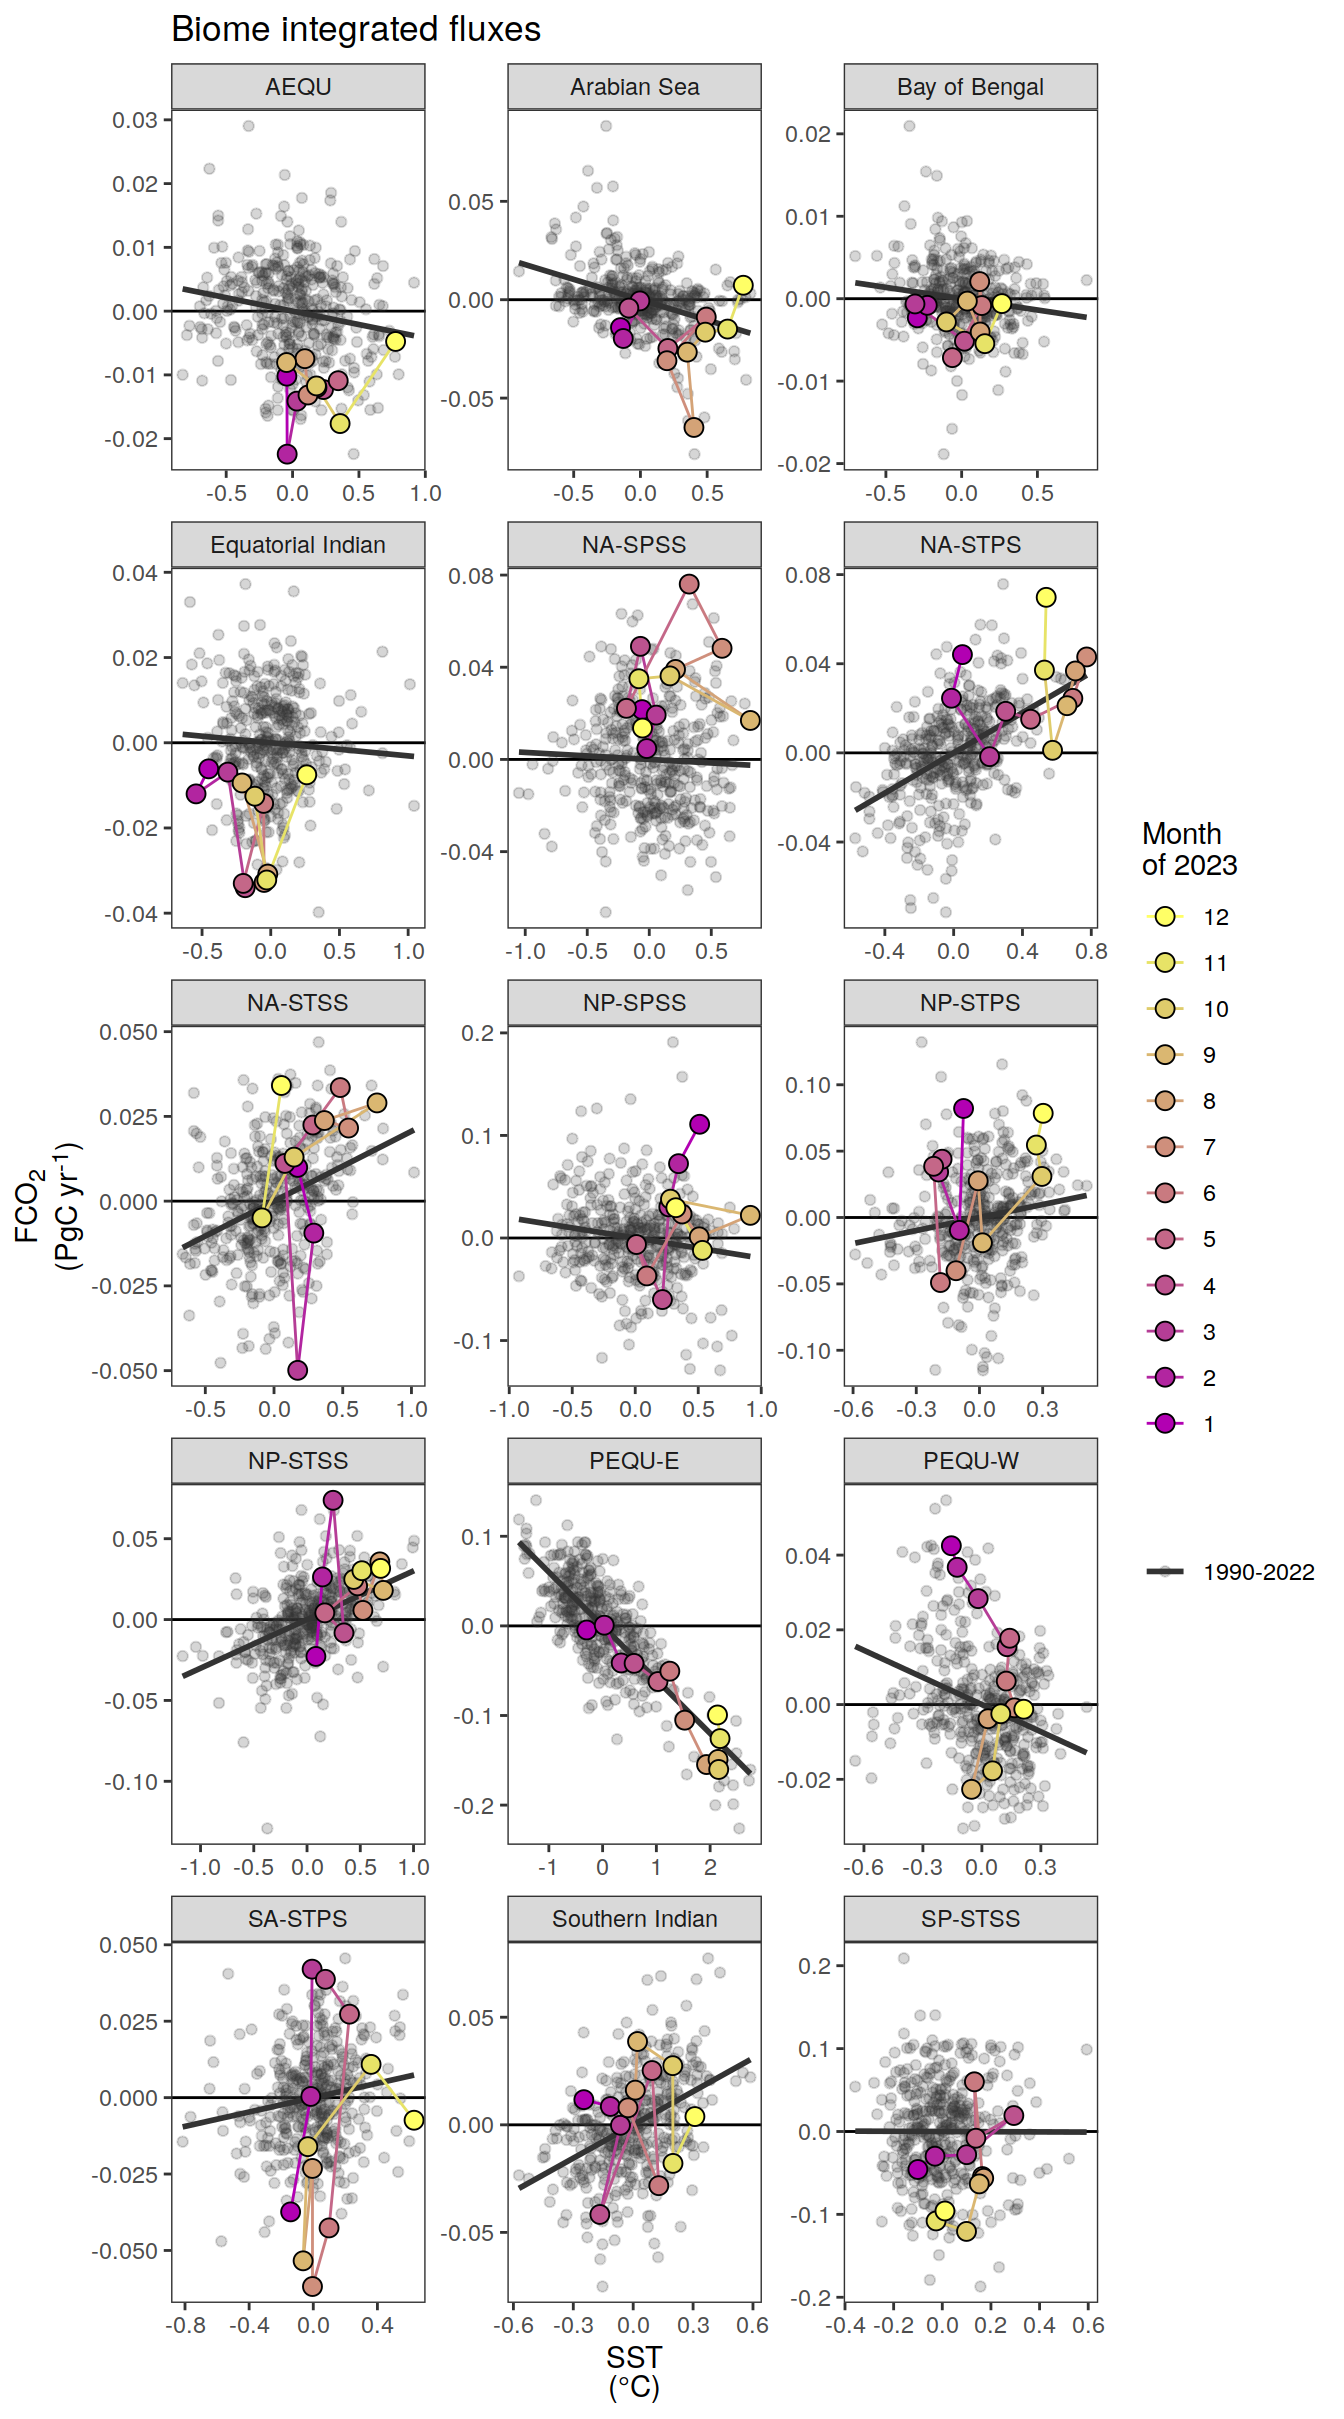 Biome integrated fluxes
AEQU
Arabian Sea
Bay of Bengal
0.03
0.02
0.01
0.00
-0.01
-0.02
0.05
0.00
-0.05
0.02
0.01
0.00
-0.01
-0.02
-0.5 0.0 0.5 1.0
-0.5 0.0 0.5
-0.5 0.0 0.5
Equatorial Indian
NA-SPSS
NA-STPS
0.04
0.02
0.00
-0.02
-0.04
0.08
0.04
0.00
-0.04
0.08
0.04
0.00
-0.04
-0.5 0.0 0.5 1.0
-1.0 -0.5 0.0 0.5
-0.4 0.0 0.4 0.8
NA-STSS
NP-SPSS
NP-STPS
0.050
0.025
0.000
-0.025
-0.050
0.2
0.1
0.0
-0.1
0.10
0.05
0.00
-0.05
-0.10
-0.5 0.0 0.5 1.0
-1.0 -0.5 0.0 0.5 1.0
-0.6 -0.3 0.0 0.3
NP-STSS
PEQU-E
PEQU-W
0.05
0.00
-0.05
-0.10
0.1
0.0
-0.1
-0.2
0.04
0.02
0.00
-0.02
-1.0 -0.5 0.0 0.5 1.0
-1 0 1 2
-0.6 -0.3 0.0 0.3
SA-STPS
Southern Indian
SP-STSS
0.050
0.025
0.000
-0.025
-0.050
0.05
0.00
-0.05
0.2
0.1
0.0
-0.1
-0.2
-0.8 -0.4 0.0 0.4
-0.6 -0.3 0.0 0.3 0.6
-0.4 -0.2 0.0 0.2 0.4 0.6
SST
(°C)
FCO₂
(PgC yr⁻¹)
Month
of 2023
12
11
10
9
8
7
6
5
4
3
2
1
1990-2022